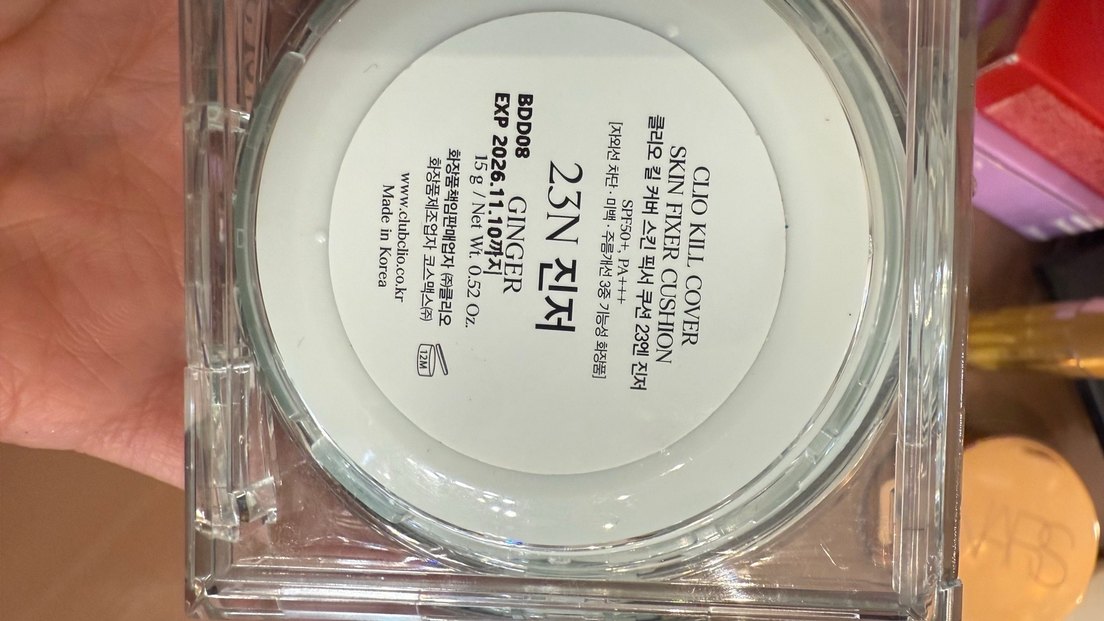 CLIO KILL COVER
SKIN FIXER CUSHION
클리오 킬 커버 스킨 픽서 쿠션 23엔 진저
SPF50+, PA+++
[자외선 차단 · 미백 · 주름개선 3중 기능성 화장품]
23N 진저
GINGER
BDD08
EXP 2026.11.10까지
15 g / Net Wt. 0.52 Oz.
화장품책임판매업자 ㈜클리오
화장품제조업자 코스맥스㈜
www.clubclio.co.kr
Made in Korea
12M
NARS